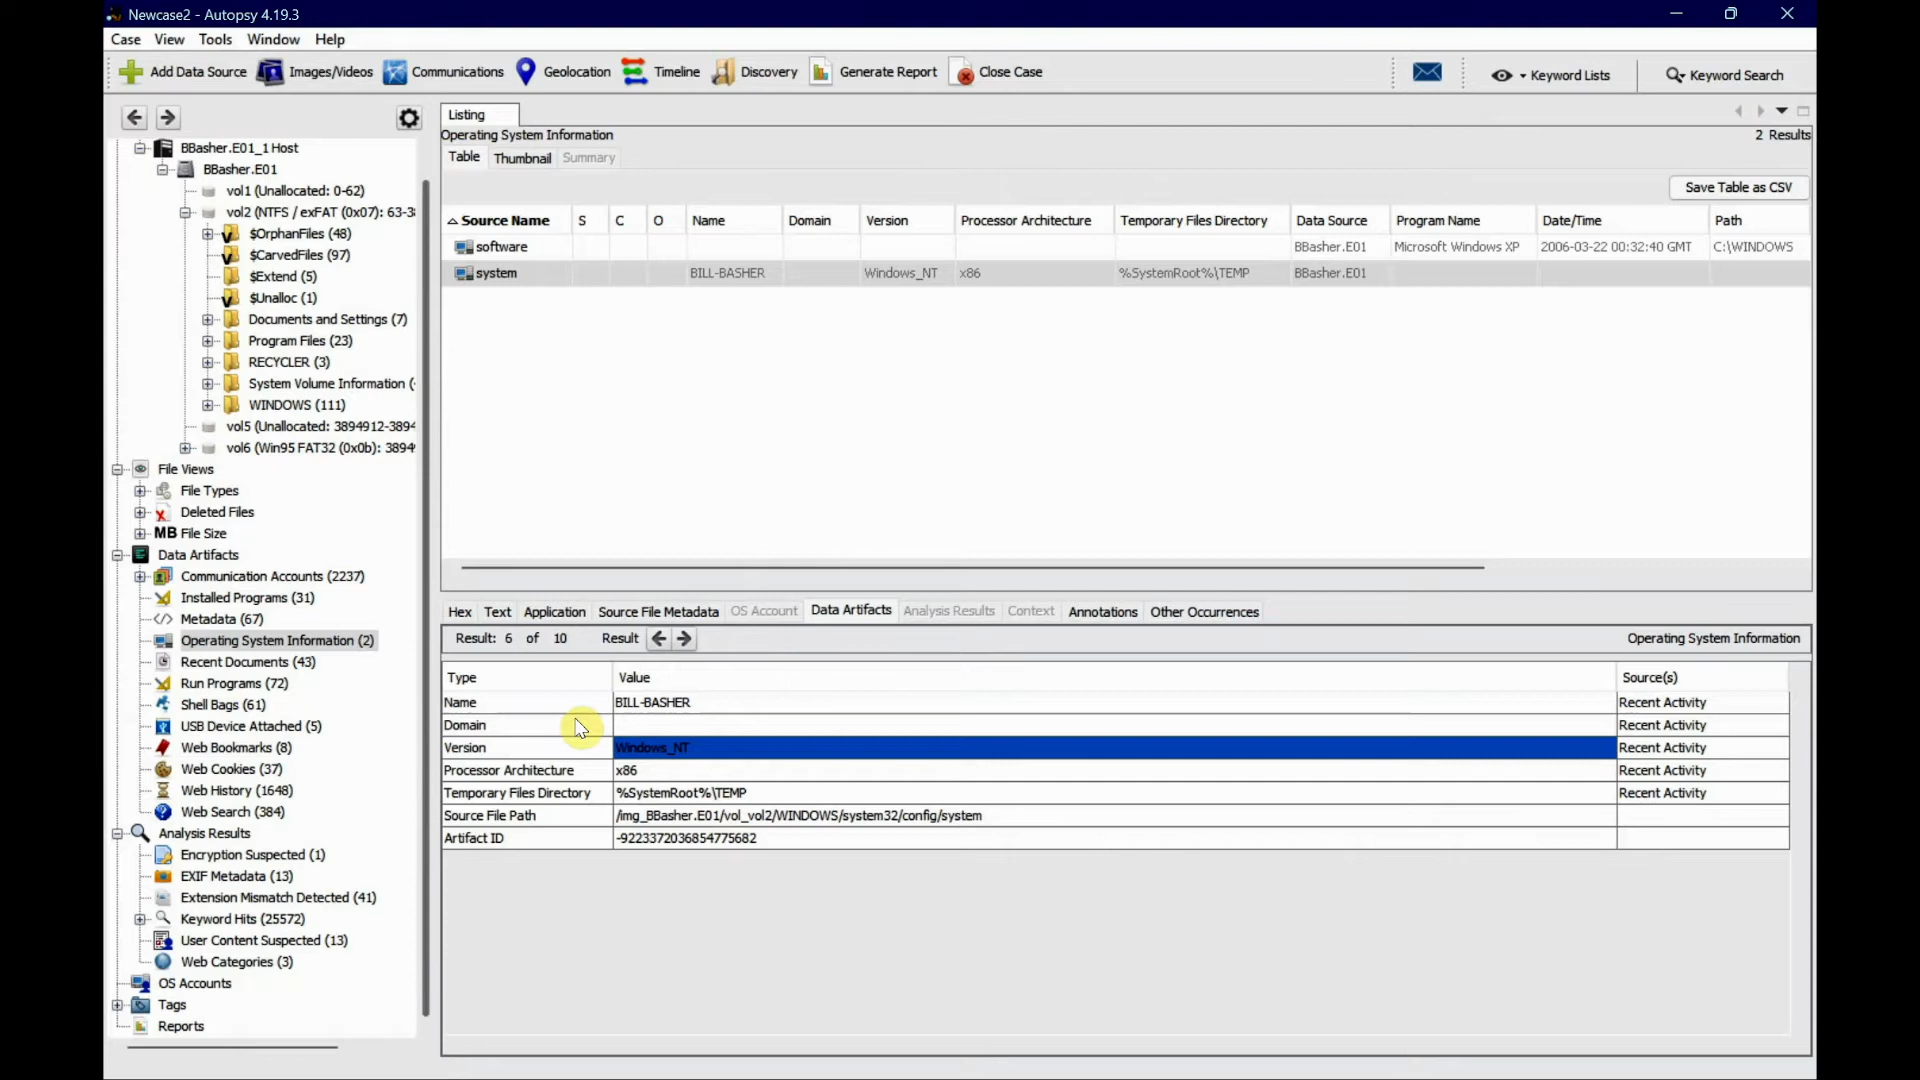 Newcase2 - Autopsy 4.19.3
Case View Tools Window Help
Add Data Source Images/Videos Communications Geolocation Timeline Discovery Generate Report Close Case Keyword Lists Keyword Search
BBasher.E01_1 Host
BBasher.E01
vol1 (Unallocated: 0-62)
vol2 (NTFS / exFAT (0x07): 63-3
$OrphanFiles (48)
$CarvedFiles (97)
$Extend (5)
$Unalloc (1)
Documents and Settings (7)
Program Files (23)
RECYCLER (3)
System Volume Information (
WINDOWS (111)
vol5 (Unallocated: 3894912-3894
vol6 (Win95 FAT32 (0x0b): 3894
File Views
File Types
Deleted Files
MB File Size
Data Artifacts
Communication Accounts (2237)
Installed Programs (31)
Metadata (67)
Operating System Information (2)
Recent Documents (43)
Run Programs (72)
Shell Bags (61)
USB Device Attached (5)
Web Bookmarks (8)
Web Cookies (37)
Web History (1648)
Web Search (384)
Analysis Results
Encryption Suspected (1)
EXIF Metadata (13)
Extension Mismatch Detected (41)
Keyword Hits (25572)
User Content Suspected (13)
Web Categories (3)
OS Accounts
Tags
Reports
Listing
Operating System Information 2 Results
Table Thumbnail Summary
Save Table as CSV
Source Name S C O Name Domain Version Processor Architecture Temporary Files Directory Data Source Program Name Date/Time Path
software BBasher.E01 Microsoft Windows XP 2006-03-22 00:32:40 GMT C:\WINDOWS
system BILL-BASHER Windows_NT x86 %SystemRoot%\TEMP BBasher.E01
Hex Text Application Source File Metadata OS Account Data Artifacts Analysis Results Context Annotations Other Occurrences
Result: 6 of 10 Result Operating System Information
Type Value Source(s)
Name BILL-BASHER Recent Activity
Domain Recent Activity
Version Windows_NT Recent Activity
Processor Architecture x86 Recent Activity
Temporary Files Directory %SystemRoot%\TEMP Recent Activity
Source File Path /img_BBasher.E01/vol_vol2/WINDOWS/system32/config/system
Artifact ID -9223372036854775682